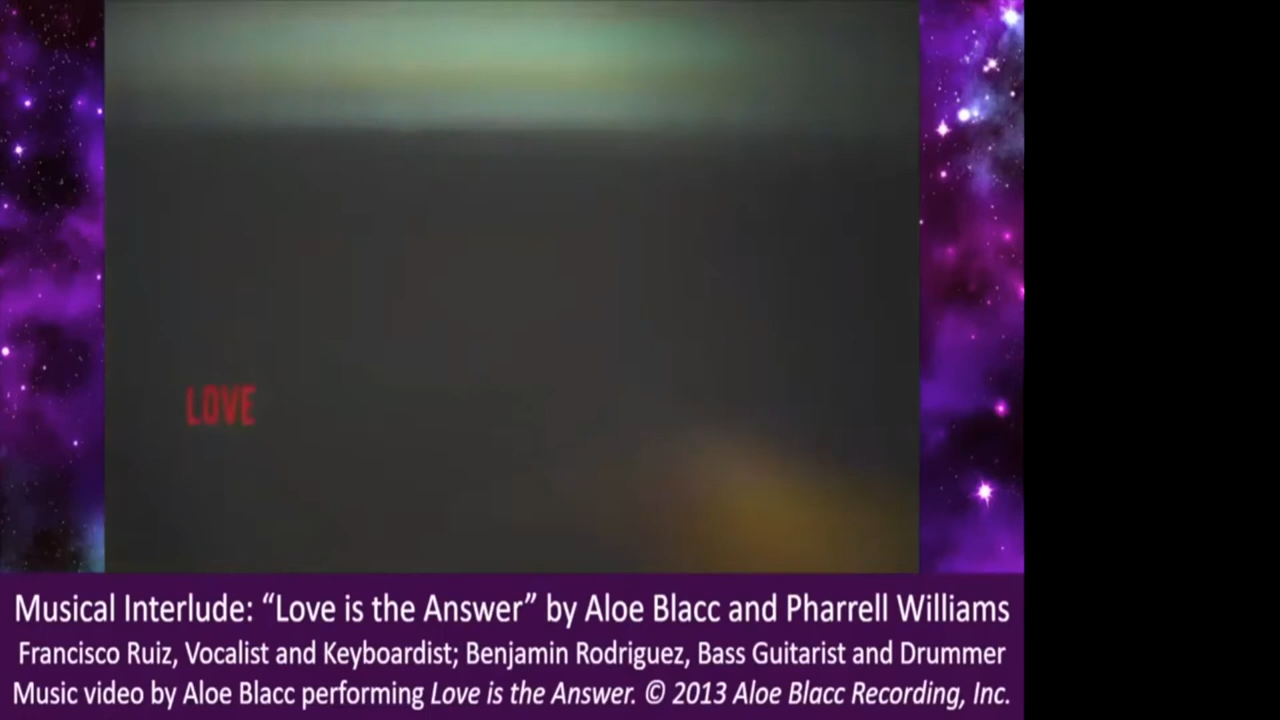 LOVE
Musical Interlude: “Love is the Answer” by Aloe Blacc and Pharrell Williams
Francisco Ruiz, Vocalist and Keyboardist; Benjamin Rodriguez, Bass Guitarist and Drummer
Music video by Aloe Blacc performing Love is the Answer. © 2013 Aloe Blacc Recording, Inc.